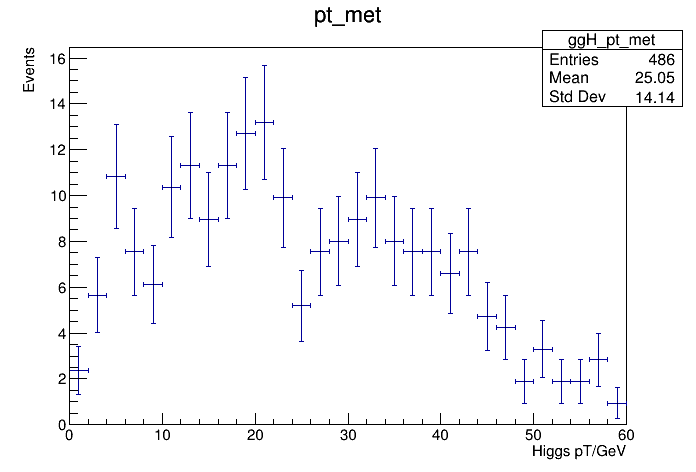 pt_met
ggH_pt_met
Entries 486
Mean 25.05
Std Dev 14.14
Events
16
14
12
10
8
6
4
2
0
0 10 20 30 40 50 60
Higgs pT/GeV